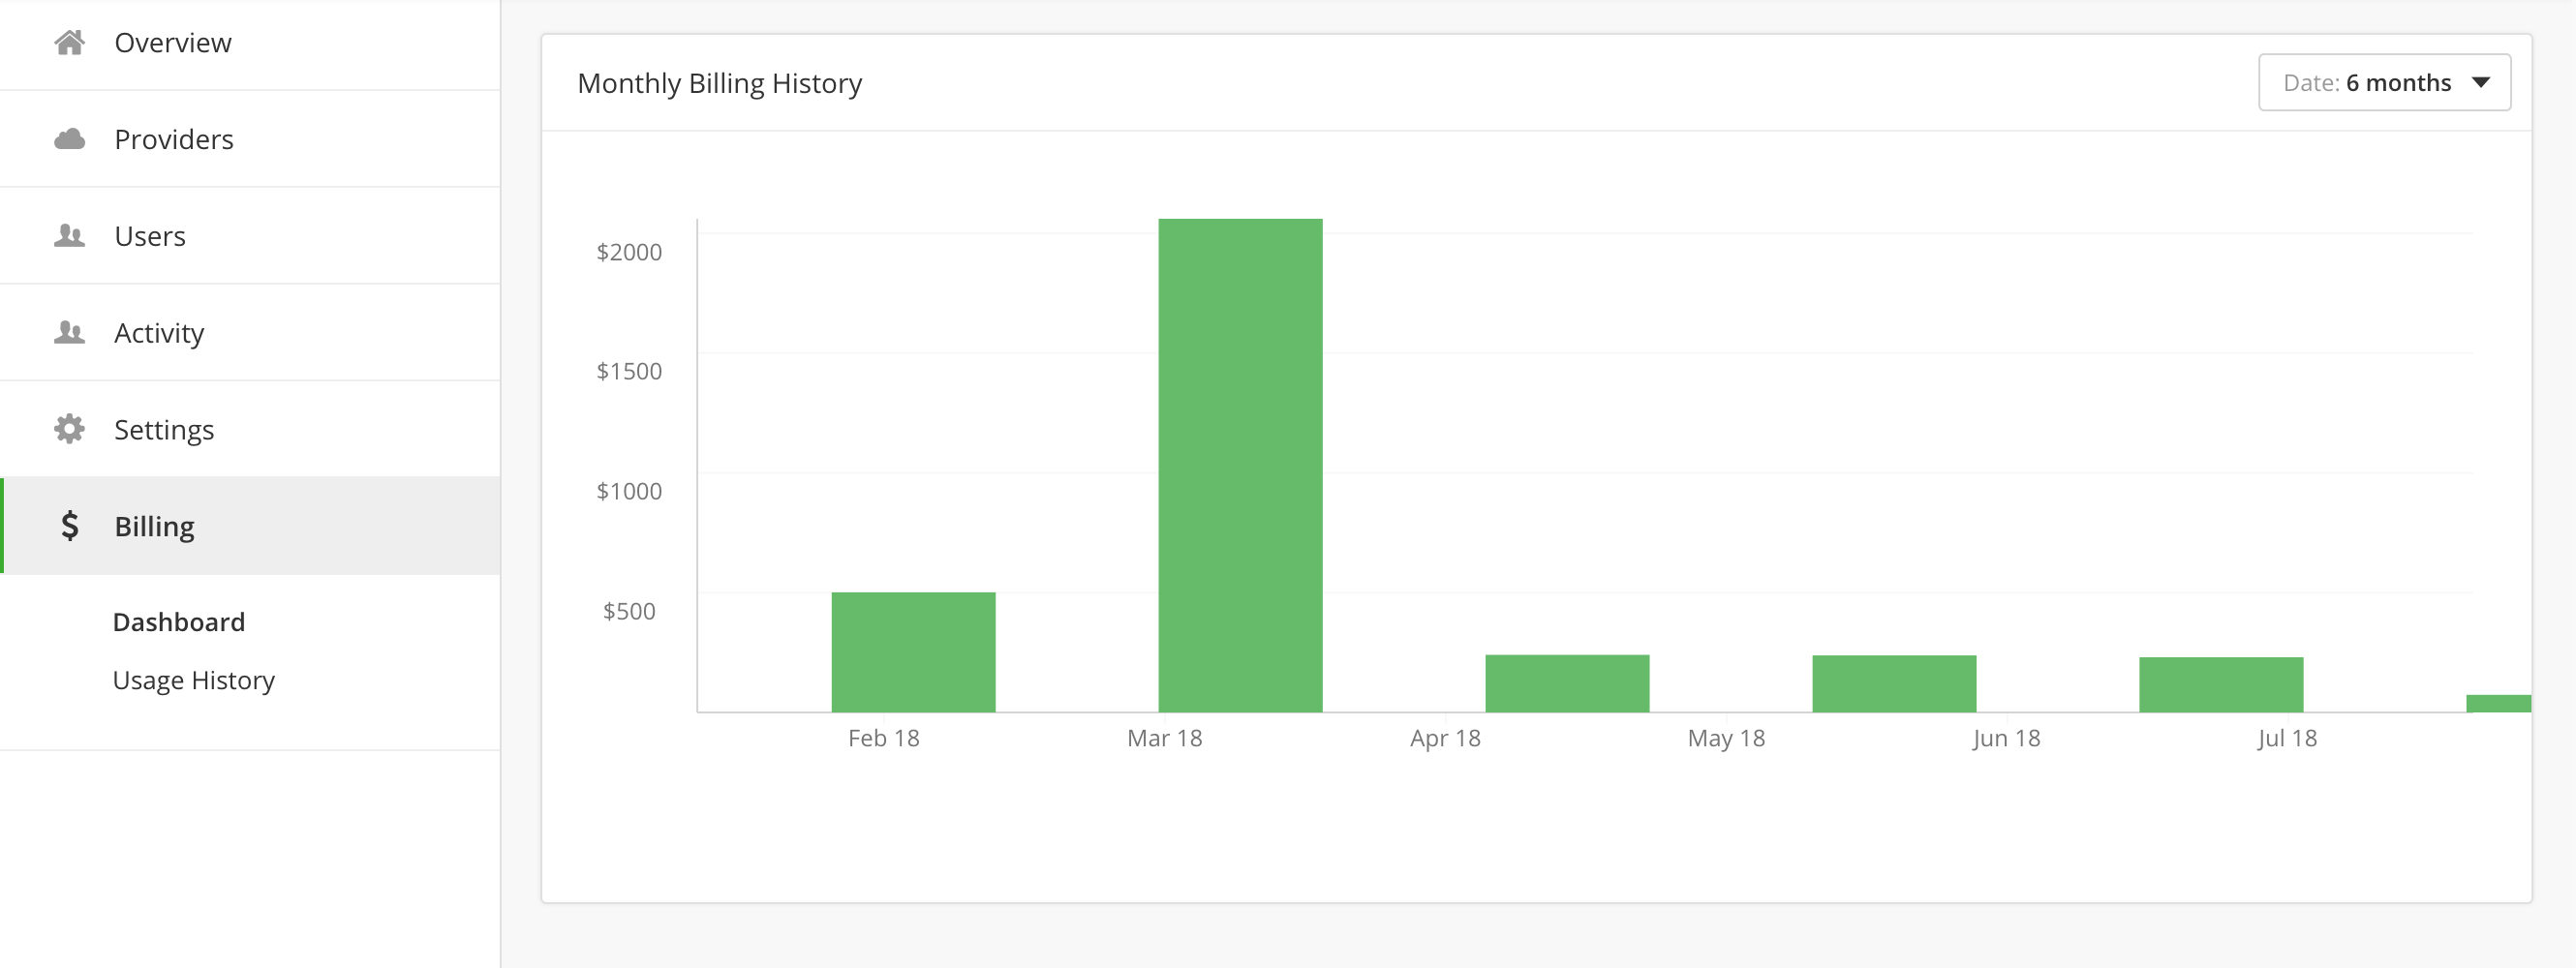 Overview
Providers
Users
Activity
Settings
$ Billing
Dashboard
Usage History
Monthly Billing History
Date: 6 months
$2000
$1500
$1000
$500
Feb 18
Mar 18
Apr 18
May 18
Jun 18
Jul 18